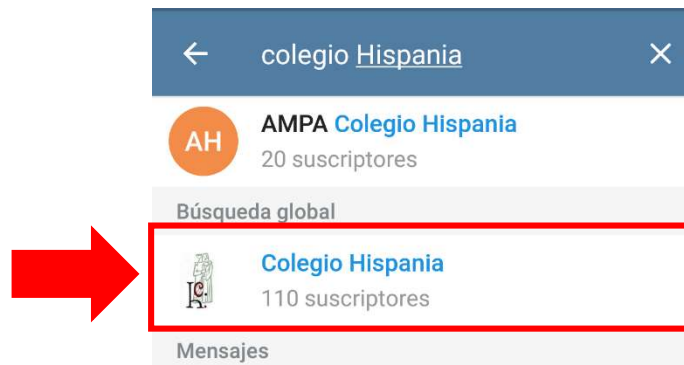 colegio Hispania
AH
AMPA Colegio Hispania
20 suscriptores
Búsqueda global
Colegio Hispania
110 suscriptores
Mensajes